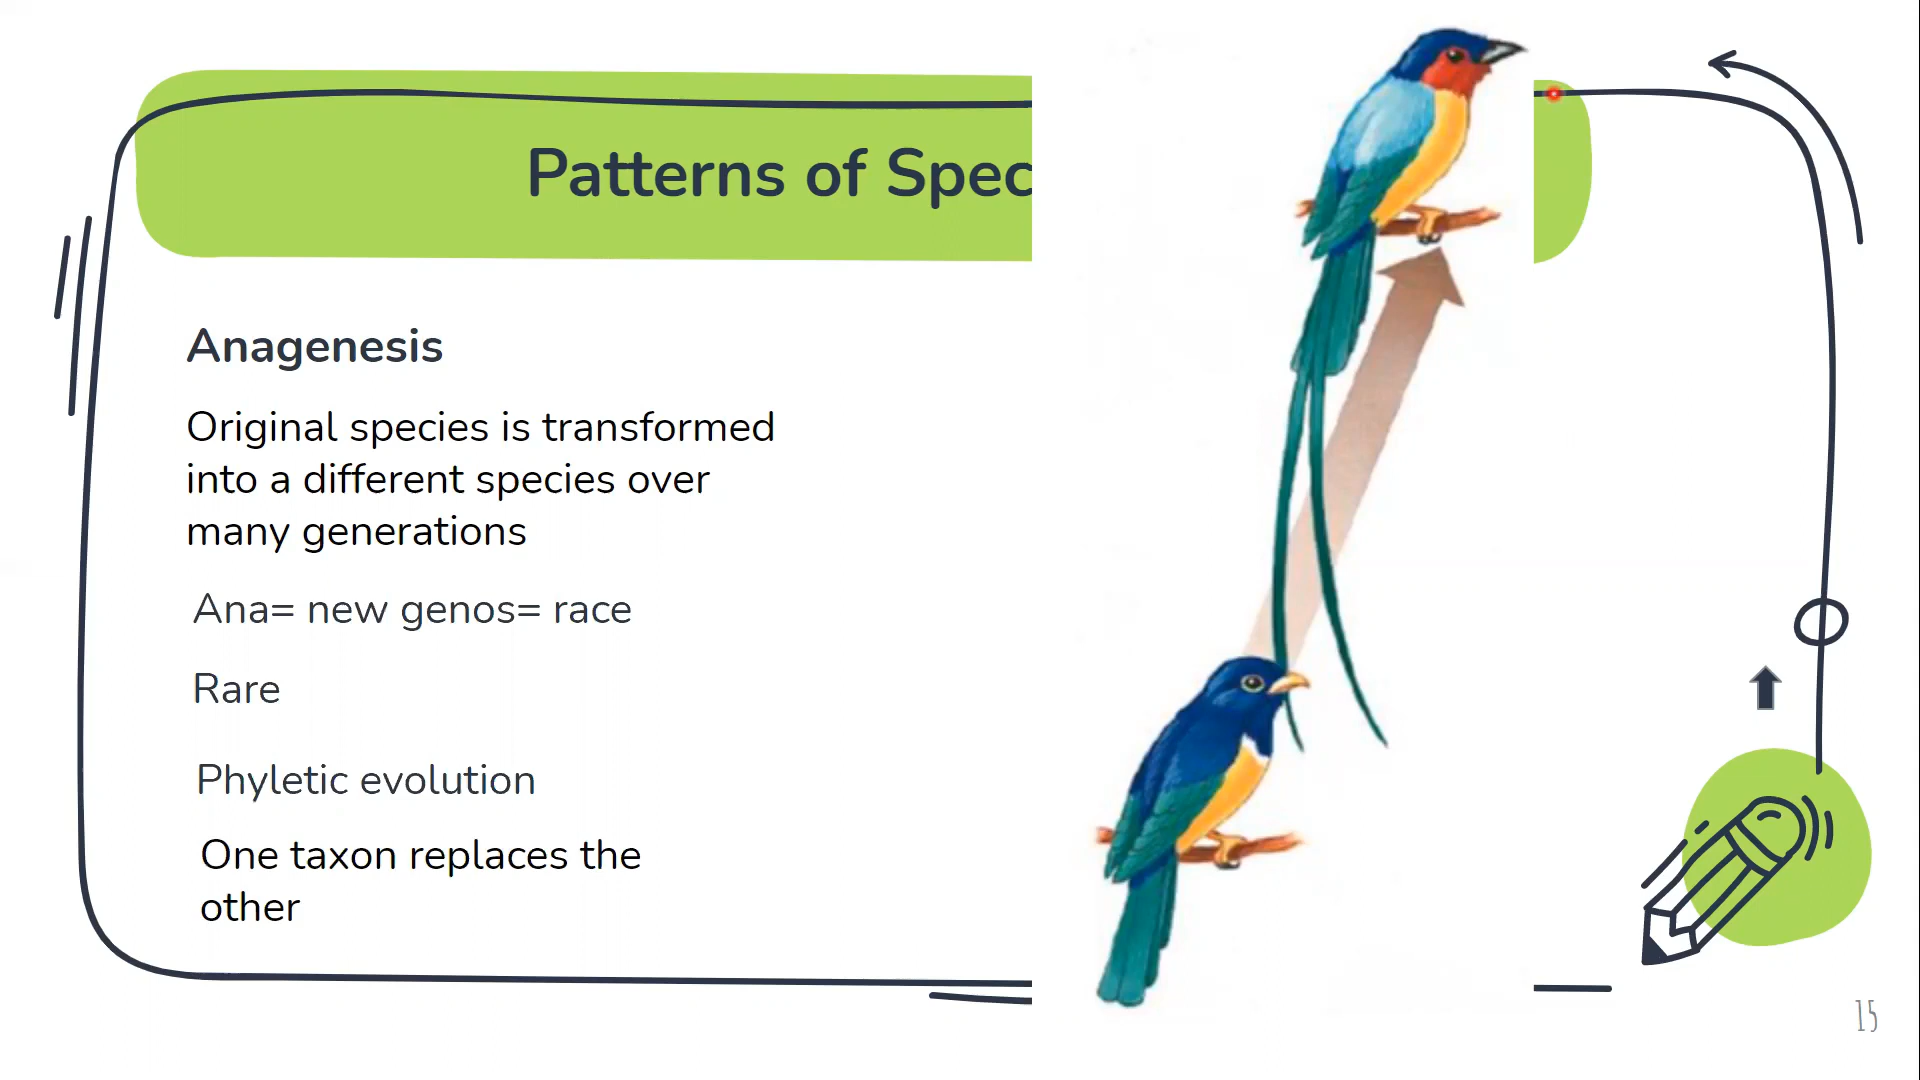 Patterns of Spec
Anagenesis
Original species is transformed
into a different species over
many generations
Ana= new genos= race
Rare
Phyletic evolution
One taxon replaces the
other
15